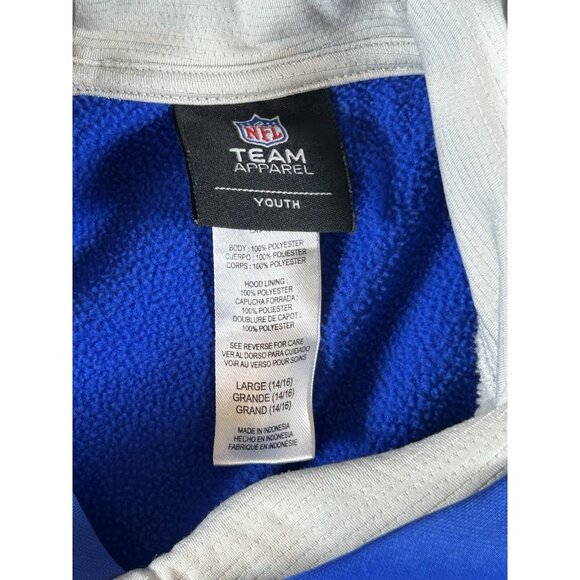 NFL
TEAM
APPAREL
YOUTH
BODY : 100% POLYESTER
CUERPO : 100% POLIESTER
CORPS : 100% POLYESTER
HOOD LINING :
100% POLYESTER
CAPUCHA FORRADA :
100% POLIESTER
DOUBLURE DE CAPOT :
100% POLYESTER
SEE REVERSE FOR CARE
VER AL DORSO PARA CUIDADO
VOIR AU VERSO POUR SOINS
LARGE (14/16)
GRANDE (14/16)
GRAND (14/16)
MADE IN INDONESIA
HECHO EN INDONESIA
FABRIQUÉ EN INDONESIE